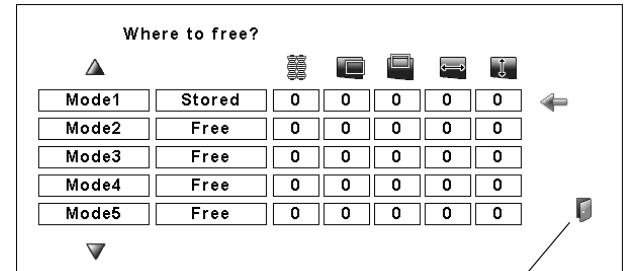 Where to free?
Mode1 Stored 0 0 0 0 0
Mode2 Free 0 0 0 0 0
Mode3 Free 0 0 0 0 0
Mode4 Free 0 0 0 0 0
Mode5 Free 0 0 0 0 0